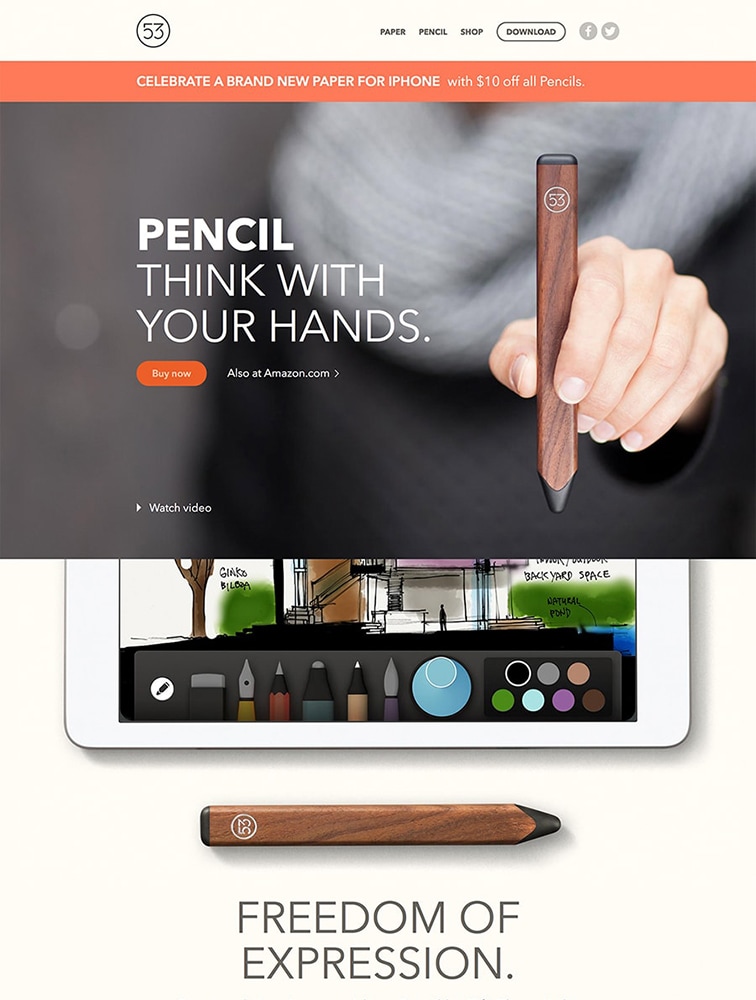 53
PAPER PENCIL SHOP DOWNLOAD
CELEBRATE A BRAND NEW PAPER FOR IPHONE with $10 off all Pencils.
53
PENCIL
THINK WITH
YOUR HANDS.
Buy now
Also at Amazon.com
Watch video
GINKO
BILBOA
BACKYARD SPACE
NATURAL
POND
53
FREEDOM OF
EXPRESSION.